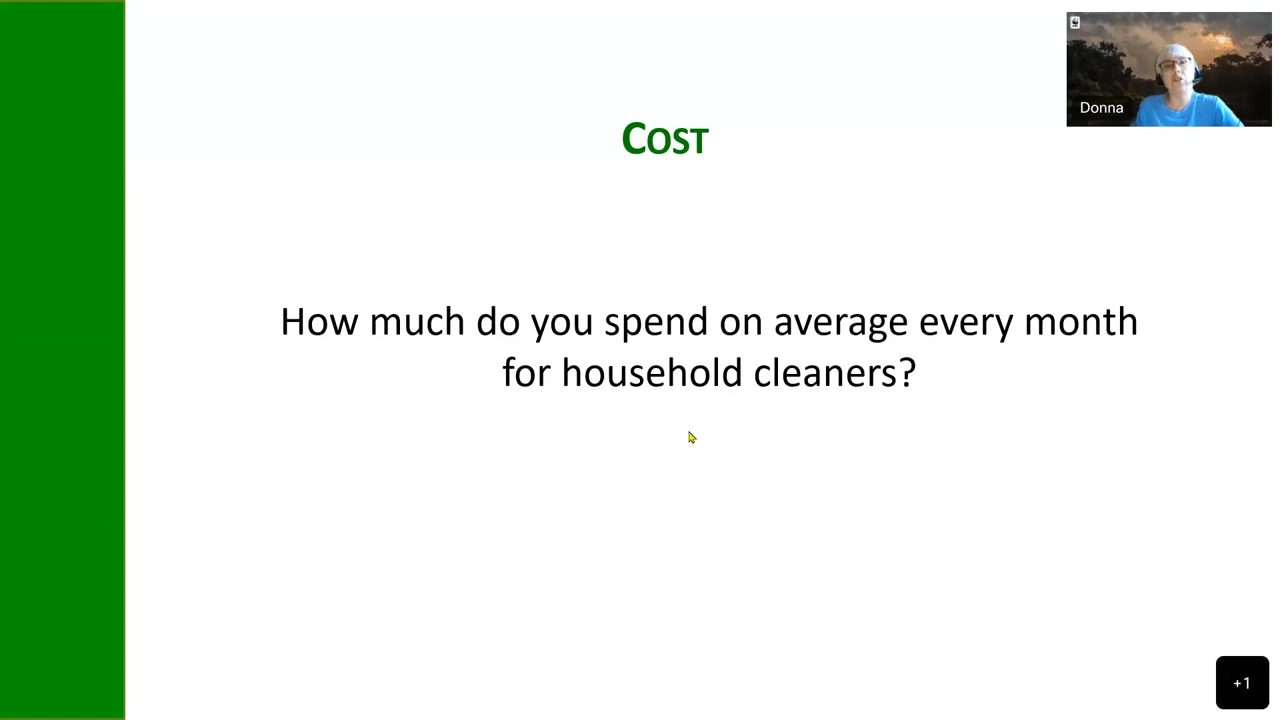 Donna
COST
How much do you spend on average every month
for household cleaners?
+1